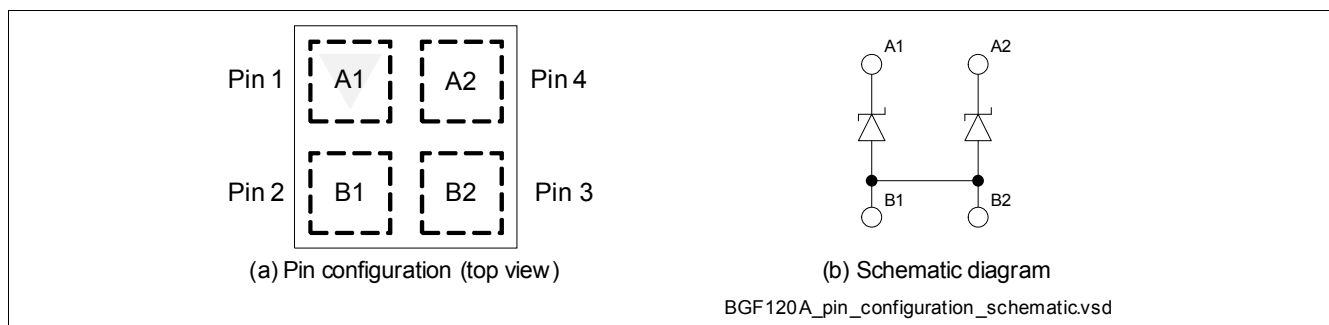 A1 A2
Pin 1 A1 A2 Pin 4
Pin 2 B1 B2 Pin 3
B1 B2
(a) Pin configuration (top view) (b) Schematic diagram
BGF120A_pin_configuration_schematic.vsd